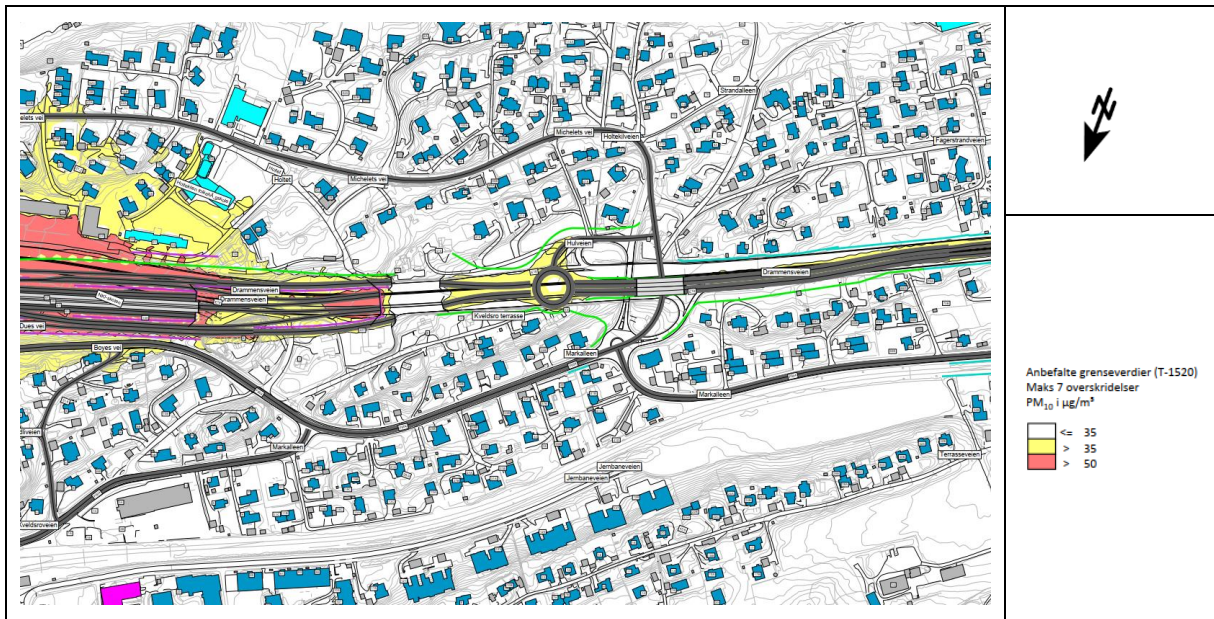 Strandalleen
elets vei
Michelets vei
Holtekilveien
Fagerstrandveien
Holtet
Holtet
Michelets vei
Hulveien
Drammensveien
Drammensveien
Drammensveien
Dues vei
Kveldsro terrasse
Boyes vei
Markalleen
Markalleen
Markalleen
Terrasseveien
Jernbaneveien
Jernbaneveien
Kveldsroveien
N
Anbefalte grenseverdier (T-1520)
Maks 7 overskridelser
PM₁₀ i µg/m³
<= 35
> 35
> 50